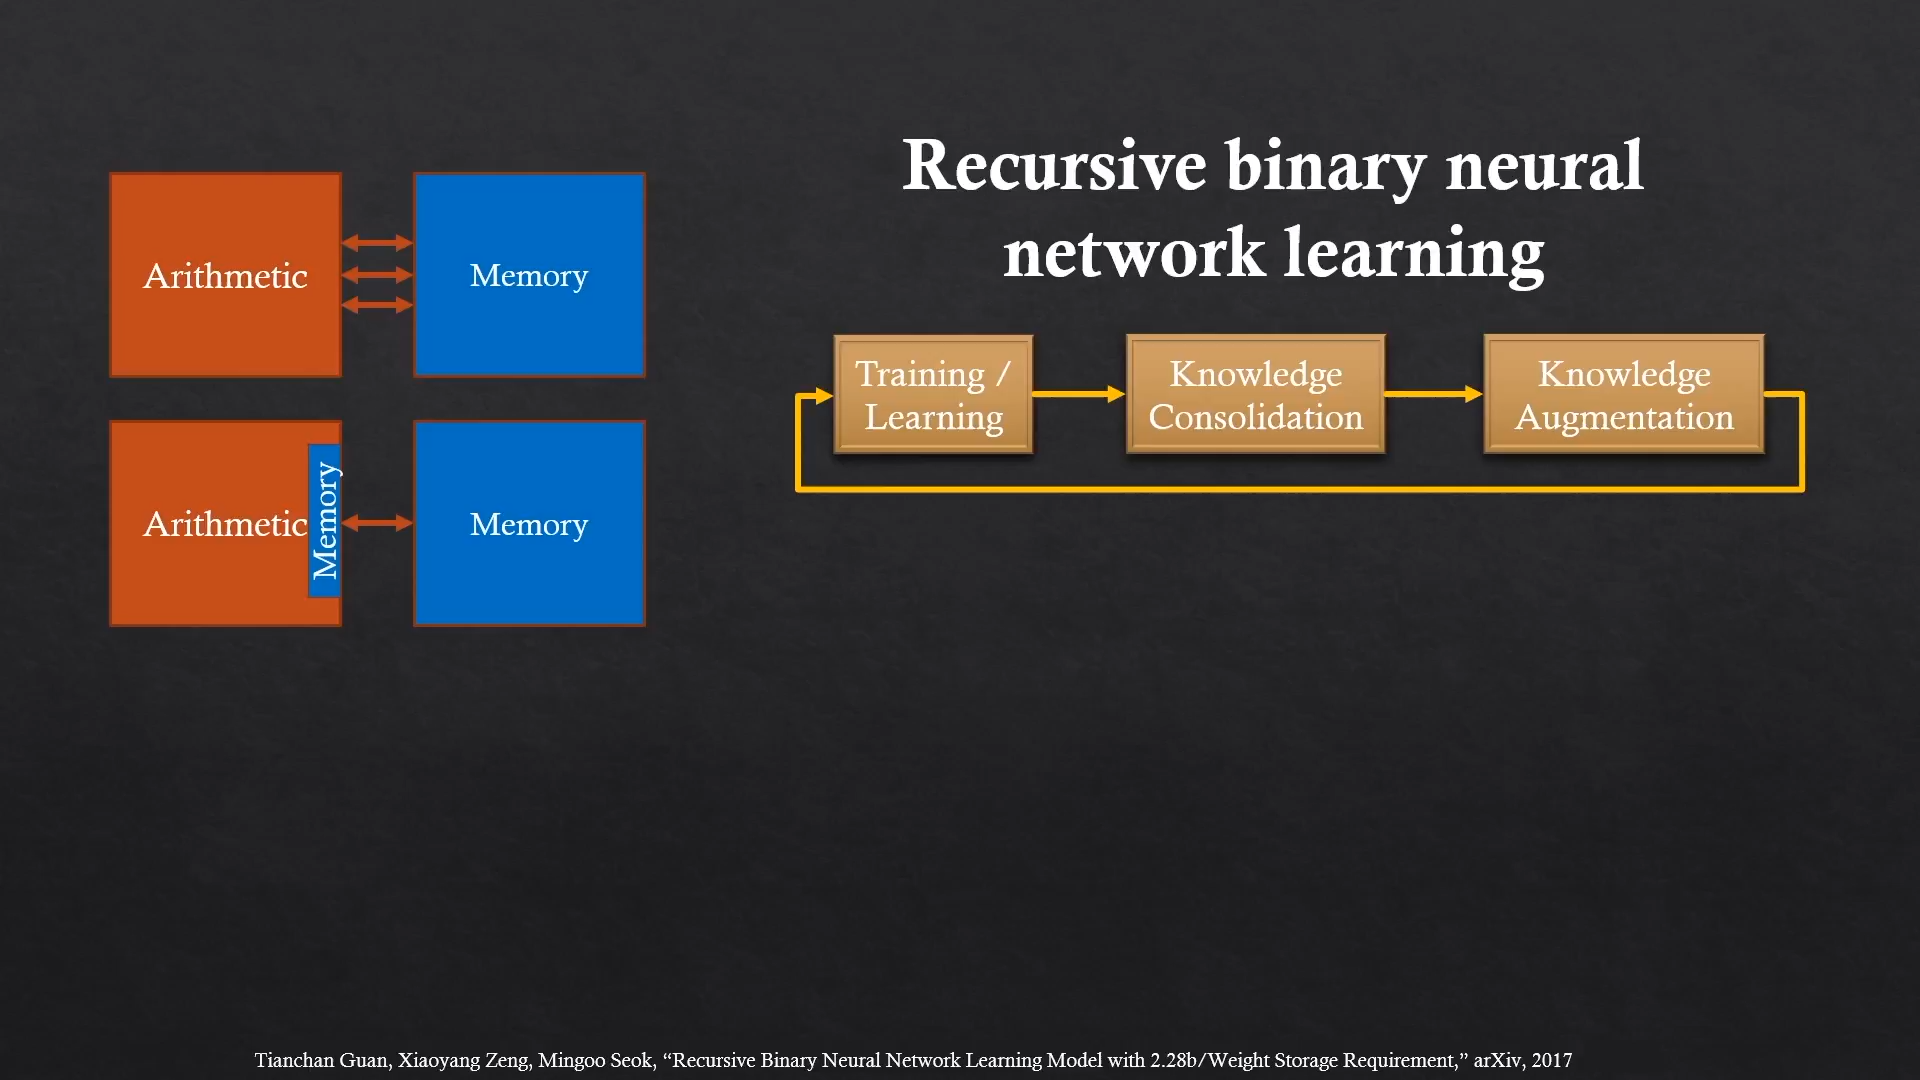 Recursive binary neural
network learning
Arithmetic
Memory
Arithmetic
Memory
Memory
Training /
Learning
Knowledge
Consolidation
Knowledge
Augmentation
Tianchan Guan, Xiaoyang Zeng, Mingoo Seok, “Recursive Binary Neural Network Learning Model with 2.28b/Weight Storage Requirement,” arXiv, 2017